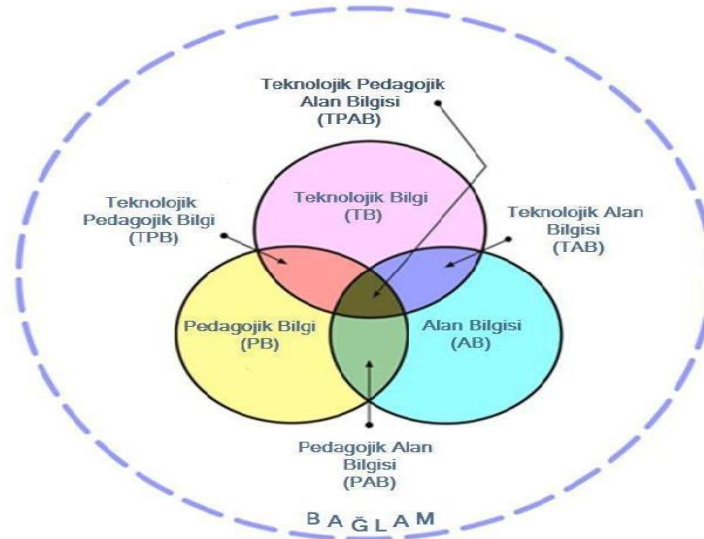 Teknolojik Pedagojik
Alan Bilgisi
(TPAB)
Teknolojik
Pedagojik Bilgi
(TPB)
Teknolojik Bilgi
(TB)
Teknolojik Alan
Bilgisi
(TAB)
Pedagojik Bilgi
(PB)
Alan Bilgisi
(AB)
Pedagojik Alan
Bilgisi
(PAB)
BAĞLAM